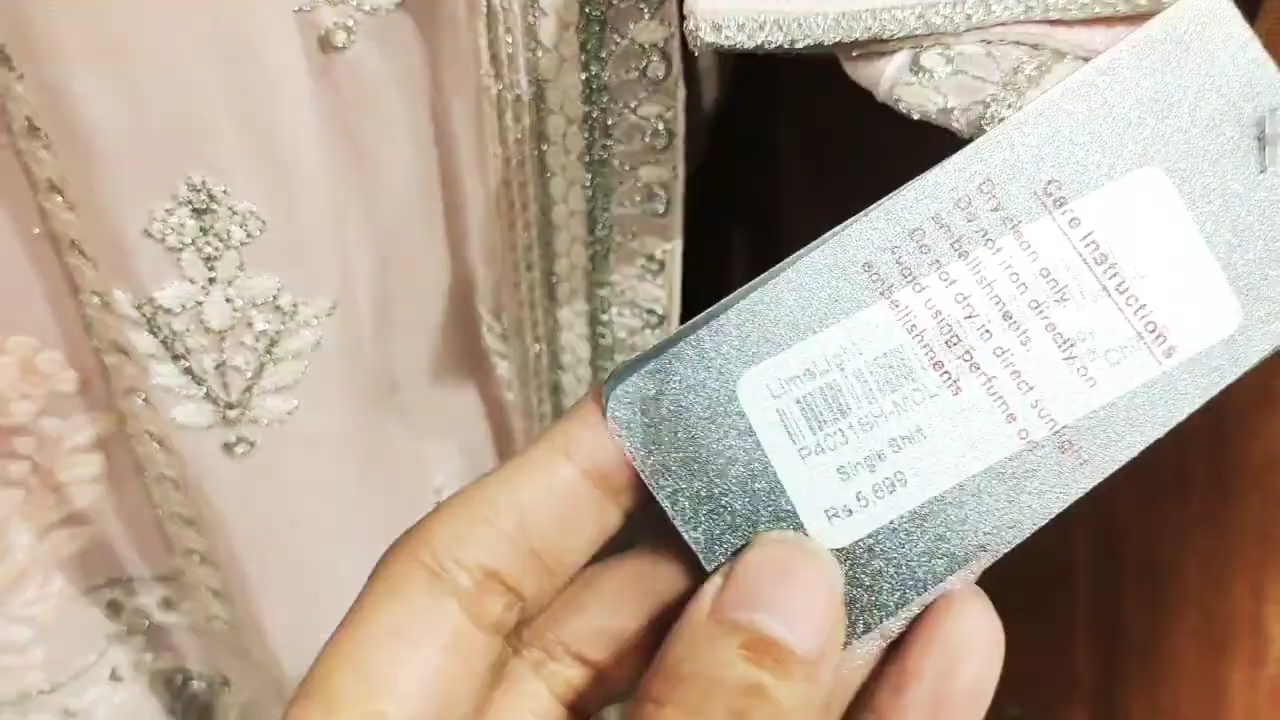 Care Instructions
Dry clean only
Do not iron directly on
embellishments.
Do not dry in direct sunlight
avoid using Perfume on
embellishments
Single Shirt
Rs.5,699